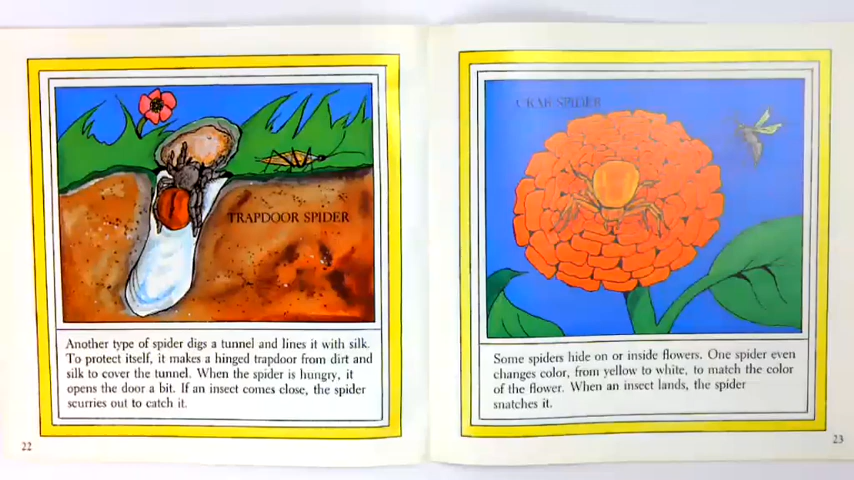 TRAPDOOR SPIDER
Another type of spider digs a tunnel and lines it with silk.
To protect itself, it makes a hinged trapdoor from dirt and
silk to cover the tunnel. When the spider is hungry, it
opens the door a bit. If an insect comes close, the spider
scurries out to catch it.
22
CRAB SPIDER
Some spiders hide on or inside flowers. One spider even
changes color, from yellow to white, to match the color
of the flower. When an insect lands, the spider
snatches it.
23